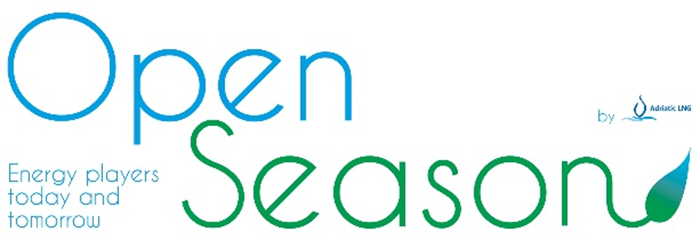 Open
by Adriatic LNG
Season
Energy players
today and
tomorrow